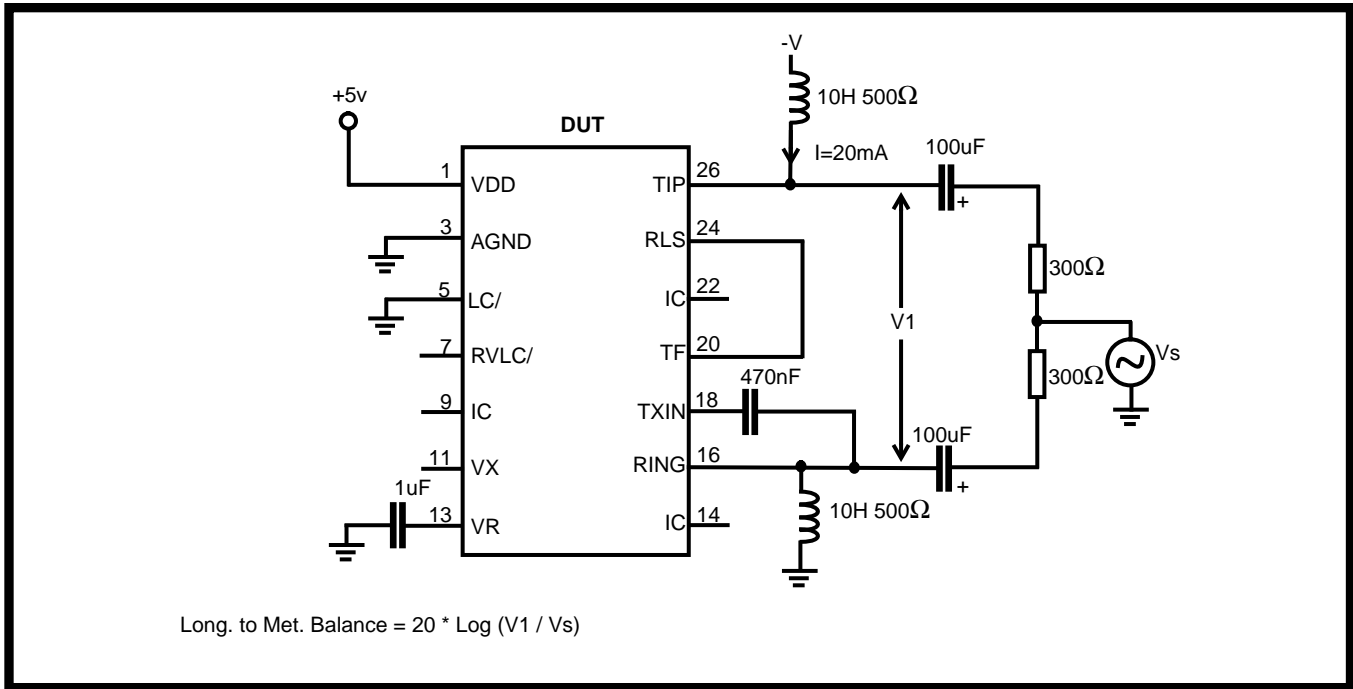 -V
10H 500Ω
+5v
DUT
I=20mA
100uF
+
1
VDD
TIP
26
3
AGND
RLS
24
5
LC/
IC
22
300Ω
V1
7
RVLC/
TF
20
Vs
300Ω
470nF
9
IC
TXIN
18
100uF
+
11
VX
RING
16
1uF
10H 500Ω
13
VR
IC
14
Long. to Met. Balance = 20 * Log (V1 / Vs)